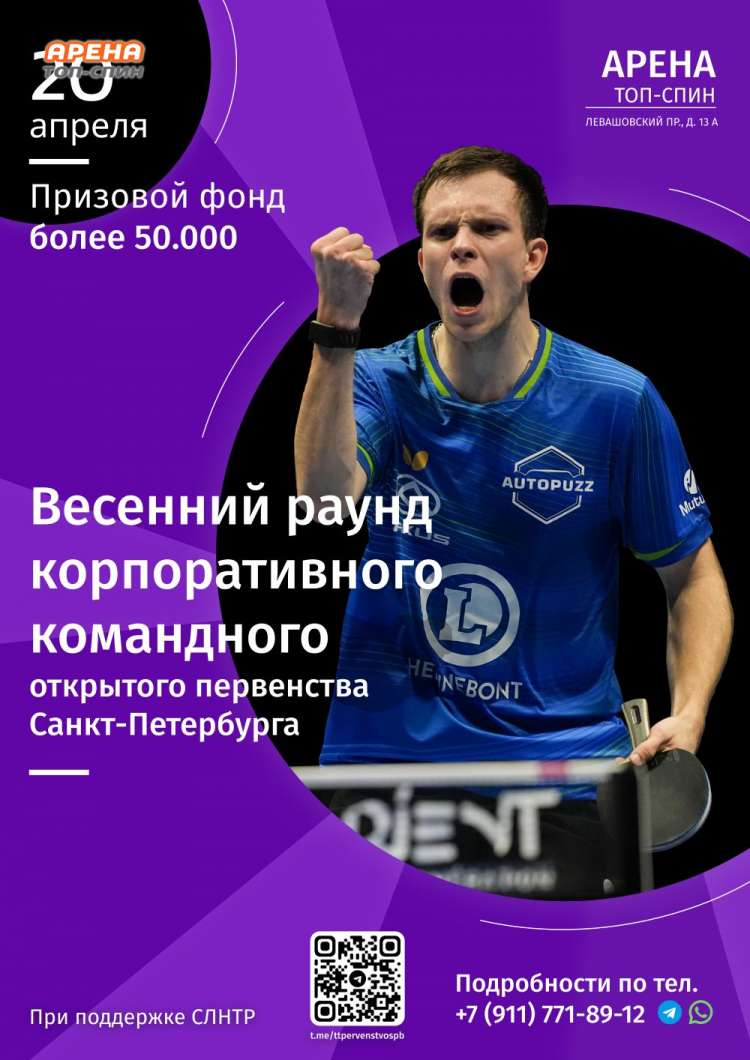 АРЕНА
ТОП-СПИН
20
апреля
Призовой фонд
более 50.000
АРЕНА
ТОП-СПИН
ЛЕВАШОВСКИЙ ПР., Д. 13 А
AUTOPUZZ
Весенний раунд
корпоративного
командного
открытого первенства
Санкт-Петербурга
L
При поддержке СЛНТР
t.me/ttpervenstvospb
Подробности по тел.
+7 (911) 771-89-12